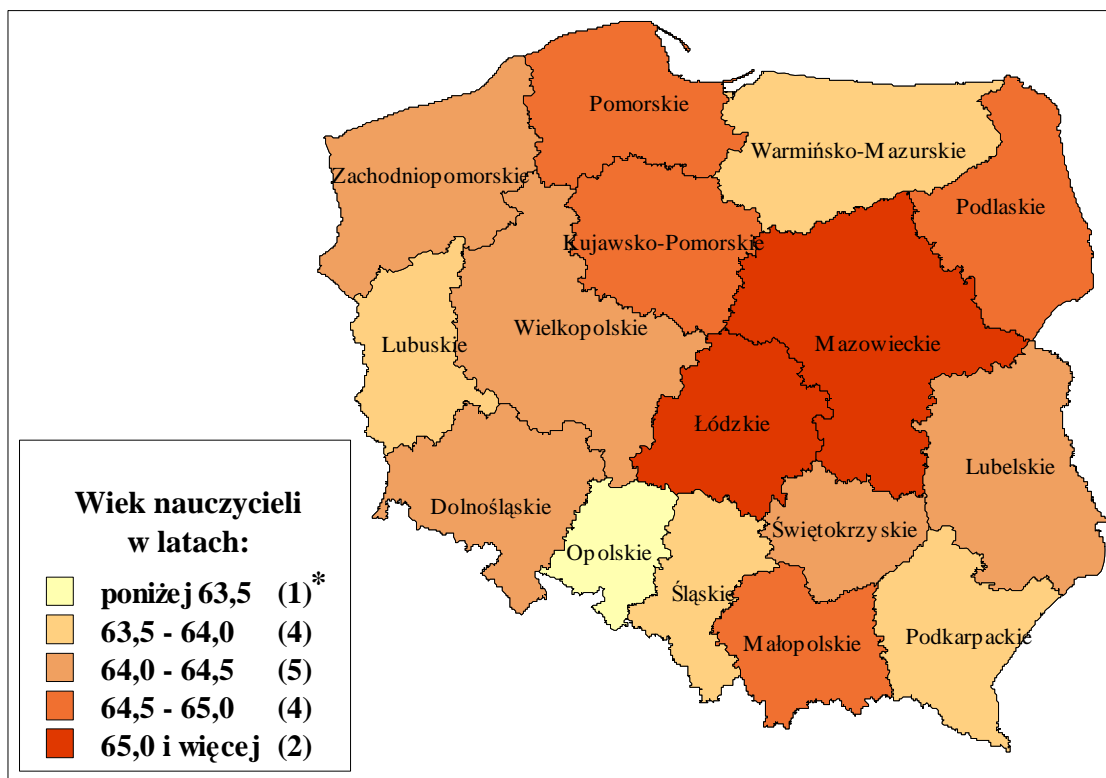 Pomorskie
Warmińsko-Mazurskie
Zachodniopomorskie
Podlaskie
Kujawsko-Pomorskie
Wielkopolskie
Lubuskie
Mazowieckie
Łódzkie
Lubelskie
Dolnośląskie
Świętokrzyskie
Opolskie
Śląskie
Małopolskie
Podkarpackie
Wiek nauczycieli
w latach:
poniżej 63,5 (1)*
63,5 - 64,0 (4)
64,0 - 64,5 (5)
64,5 - 65,0 (4)
65,0 i więcej (2)